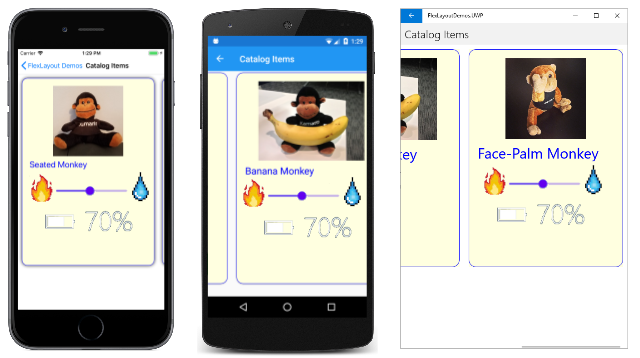 Carrier 1:29 PM
FlexLayout Demos Catalog Items
Xamarin
Seated Monkey
70%
1:29
Catalog Items
Banana Monkey
70%
FlexLayoutDemos.UWP
Catalog Items
key
Face-Palm Monkey
70%